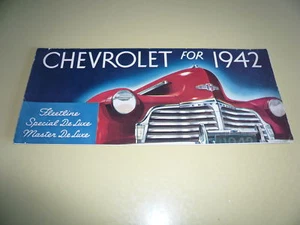 CHEVROLET FOR 1942
Fleetline
Special De Luxe
Master De Luxe